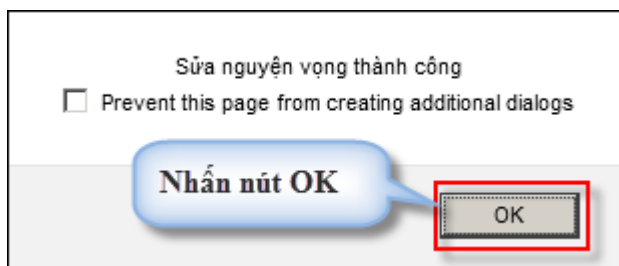 Sửa nguyện vọng thành công
Prevent this page from creating additional dialogs
Nhấn nút OK
OK